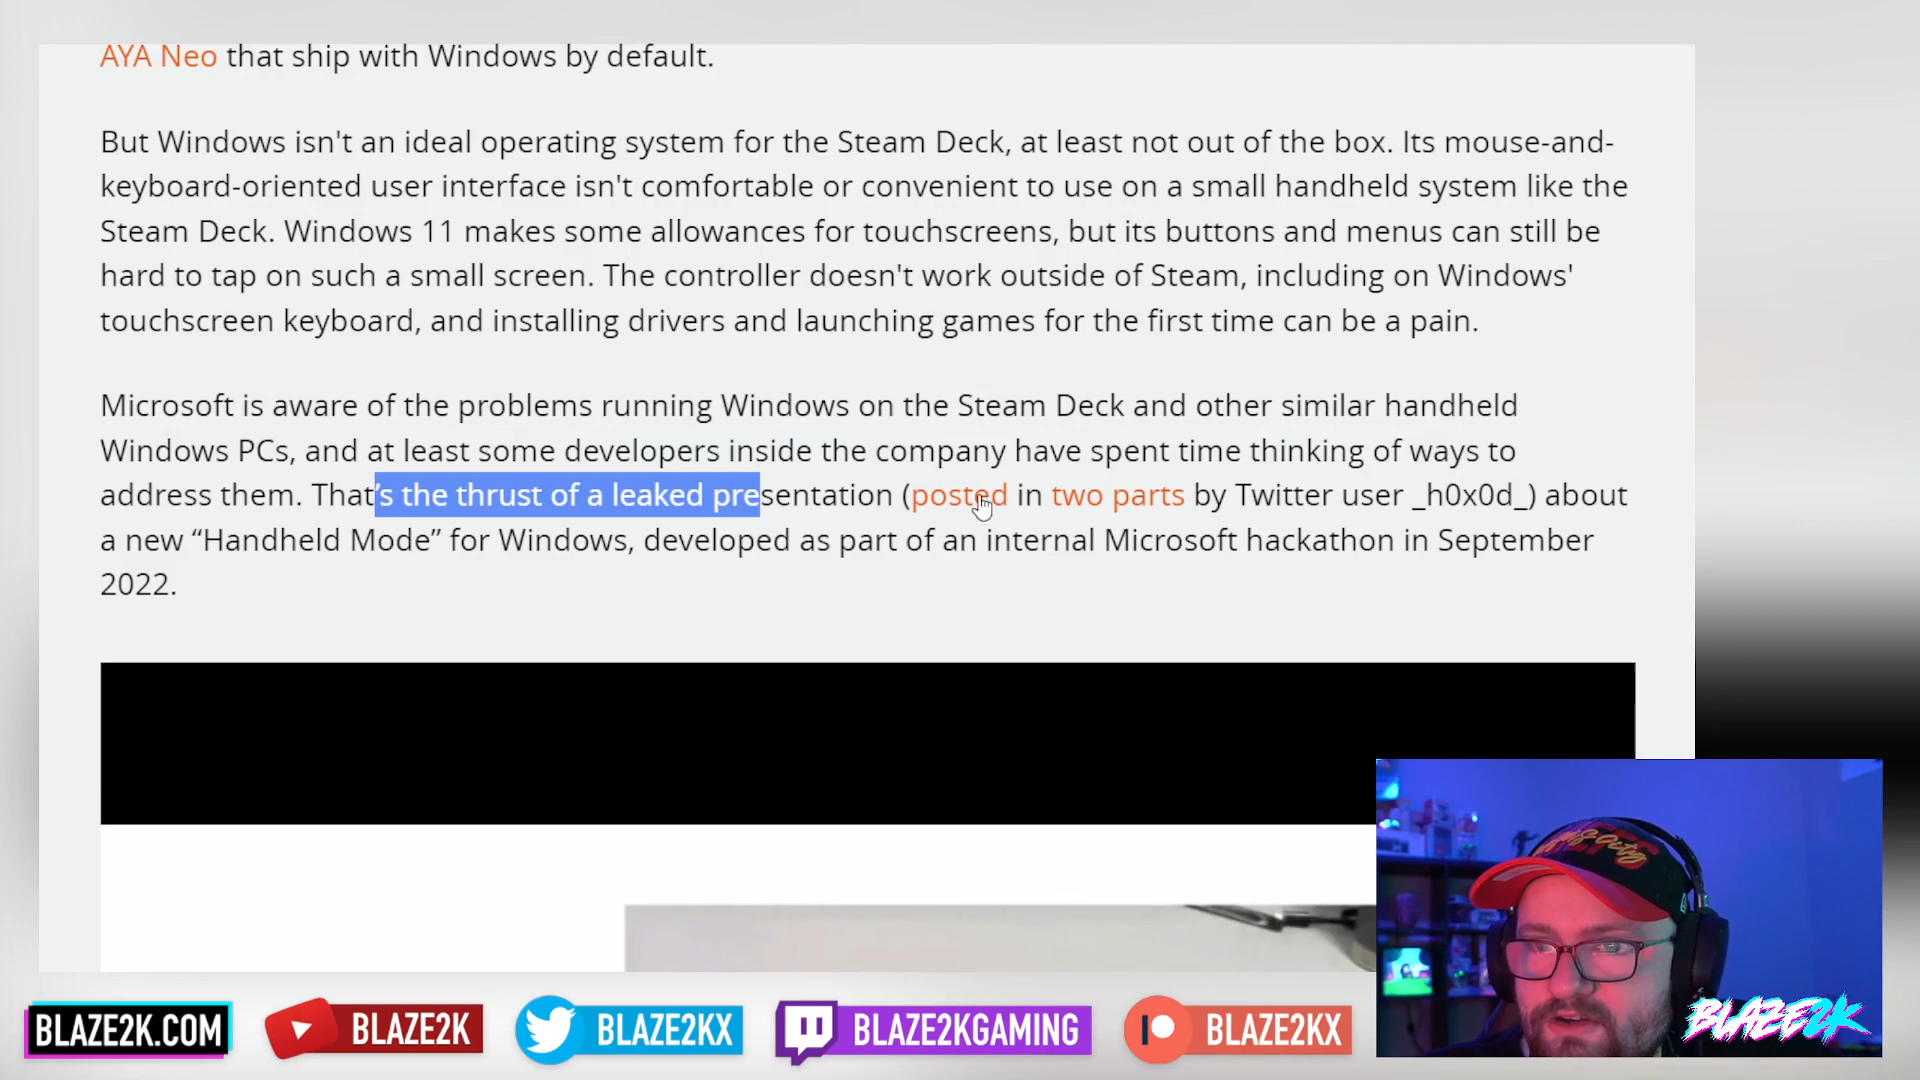 AYA Neo that ship with Windows by default.
But Windows isn't an ideal operating system for the Steam Deck, at least not out of the box. Its mouse-and-
keyboard-oriented user interface isn't comfortable or convenient to use on a small handheld system like the
Steam Deck. Windows 11 makes some allowances for touchscreens, but its buttons and menus can still be
hard to tap on such a small screen. The controller doesn't work outside of Steam, including on Windows'
touchscreen keyboard, and installing drivers and launching games for the first time can be a pain.
Microsoft is aware of the problems running Windows on the Steam Deck and other similar handheld
Windows PCs, and at least some developers inside the company have spent time thinking of ways to
address them. That’s the thrust of a leaked presentation (posted in two parts by Twitter user _h0x0d_) about
a new “Handheld Mode” for Windows, developed as part of an internal Microsoft hackathon in September
2022.
BLAZE2K
BLAZE2K.COM
BLAZE2K
BLAZE2KX
BLAZE2KGAMING
BLAZE2KX